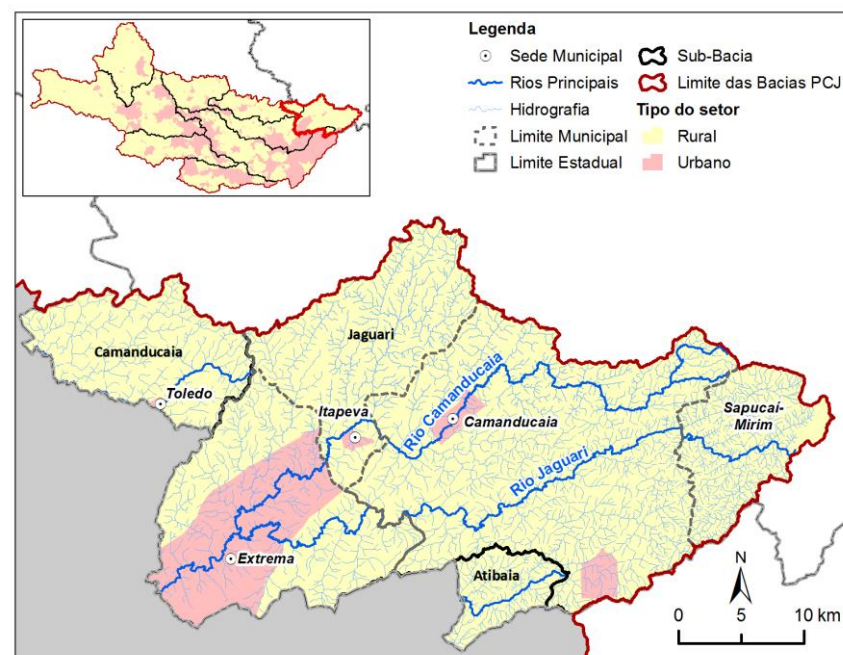 Legenda
Sede Municipal
Rios Principais
Hidrografia
Limite Municipal
Limite Estadual
Sub-Bacia
Limite das Bacias PCJ
Tipo do setor
Rural
Urbano
Camanducaia
Toledo
Jaguari
Itapeva
Rio Camanducaia
Camanducaia
Sapucaí-
Mirim
Rio Jaguari
Extrema
Atibaia
N
0 5 10 km